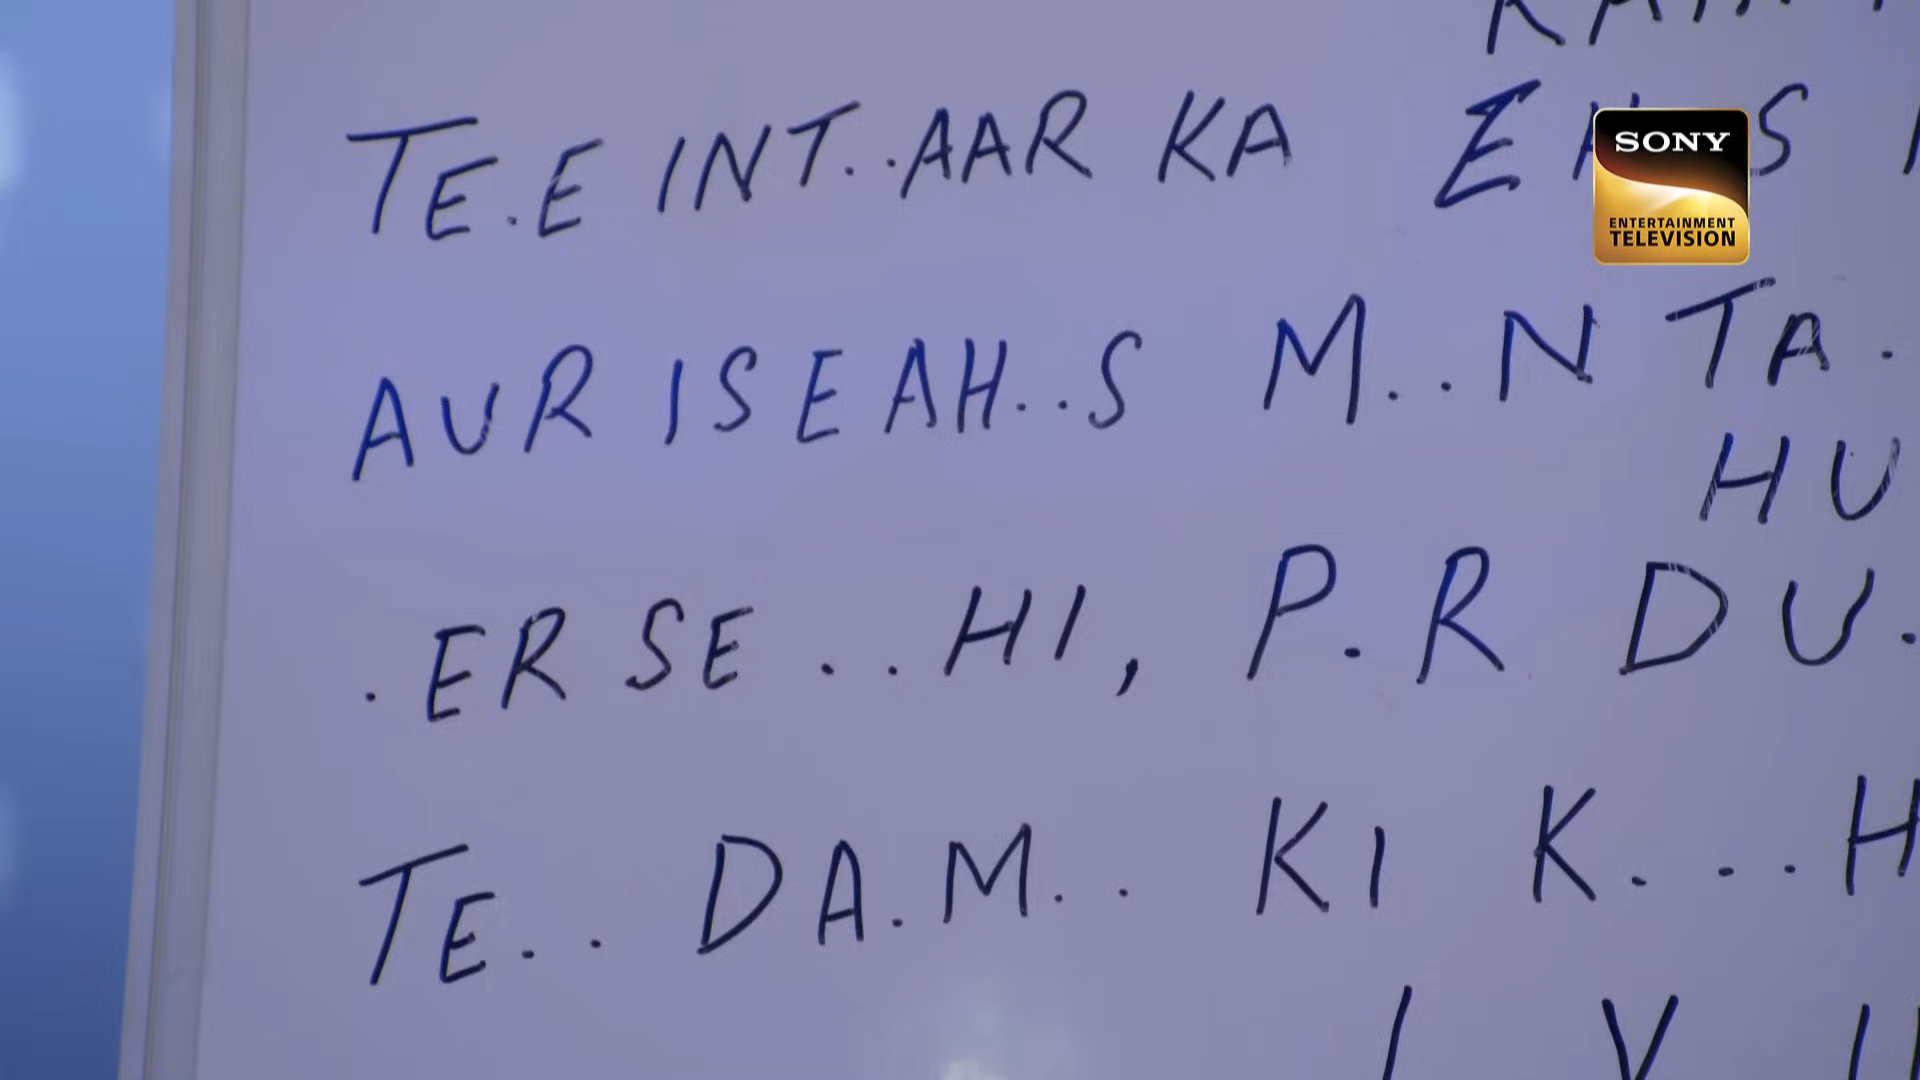 TE.E INT..AAR KA
SONY
ENTERTAINMENT
TELEVISION
AUR ISE AH..S M..N TA.
HU
.ER SE ..HI, P.R DU.
TE.. DA.M.. KI K...H